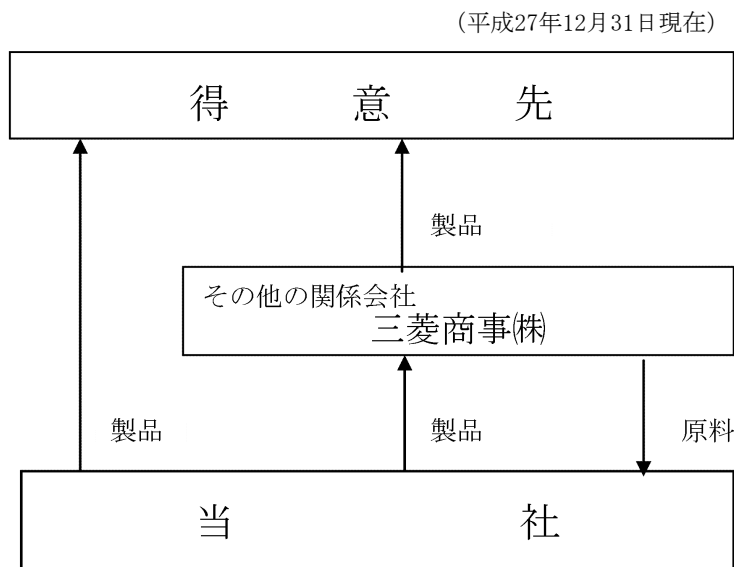 （平成27年12月31日現在）
得意先
製品
その他の関係会社
三菱商事㈱
製品 製品 原料
当社